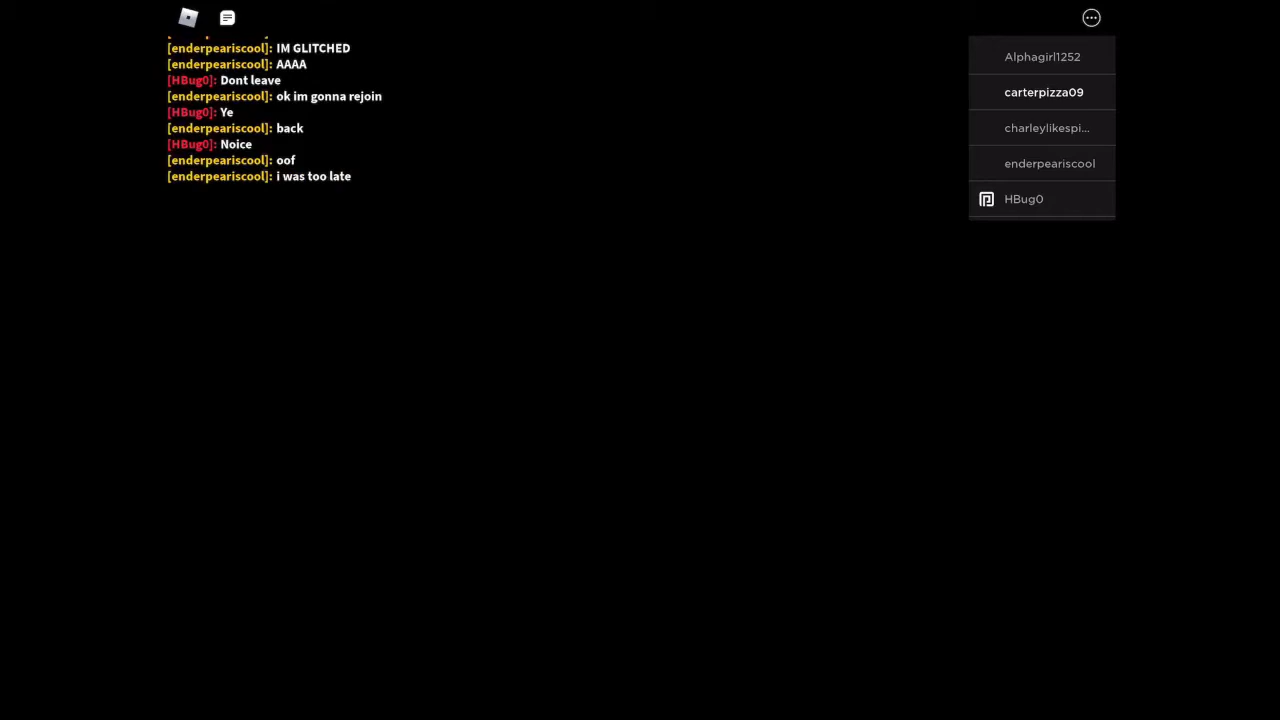 [enderpeariscool]: IM GLITCHED
[enderpeariscool]: AAAA
[HBug0]: Dont leave
[enderpeariscool]: ok im gonna rejoin
[HBug0]: Ye
[enderpeariscool]: back
[HBug0]: Noice
[enderpeariscool]: oof
[enderpeariscool]: i was too late
Alphagirl1252
carterpizza09
charleylikespi...
enderpeariscool
HBug0